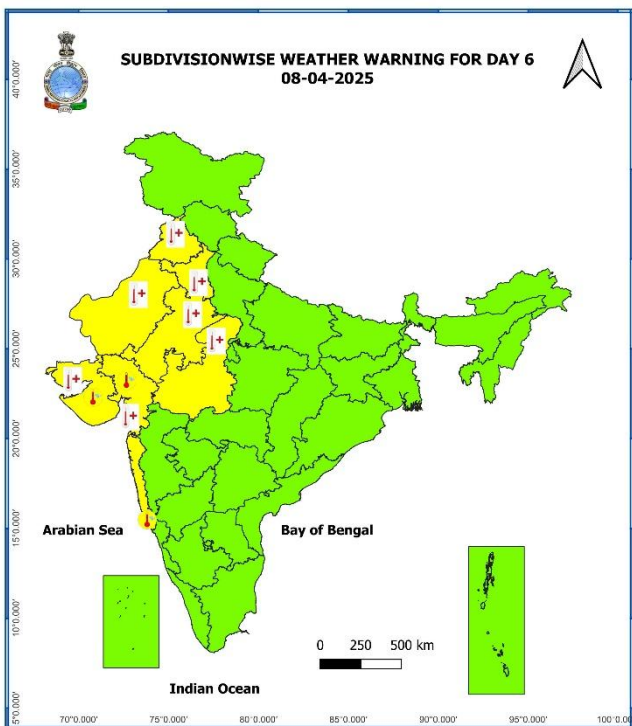 SUBDIVISIONWISE WEATHER WARNING FOR DAY 6
08-04-2025
40°0.000'
35°0.000'
30°0.000'
25°0.000'
20°0.000'
15°0.000'
10°0.000'
5°0.000'
Arabian Sea
Bay of Bengal
0 250 500 km
Indian Ocean
70°0.000' 75°0.000' 80°0.000' 85°0.000' 90°0.000' 95°0.000' 100°0.0